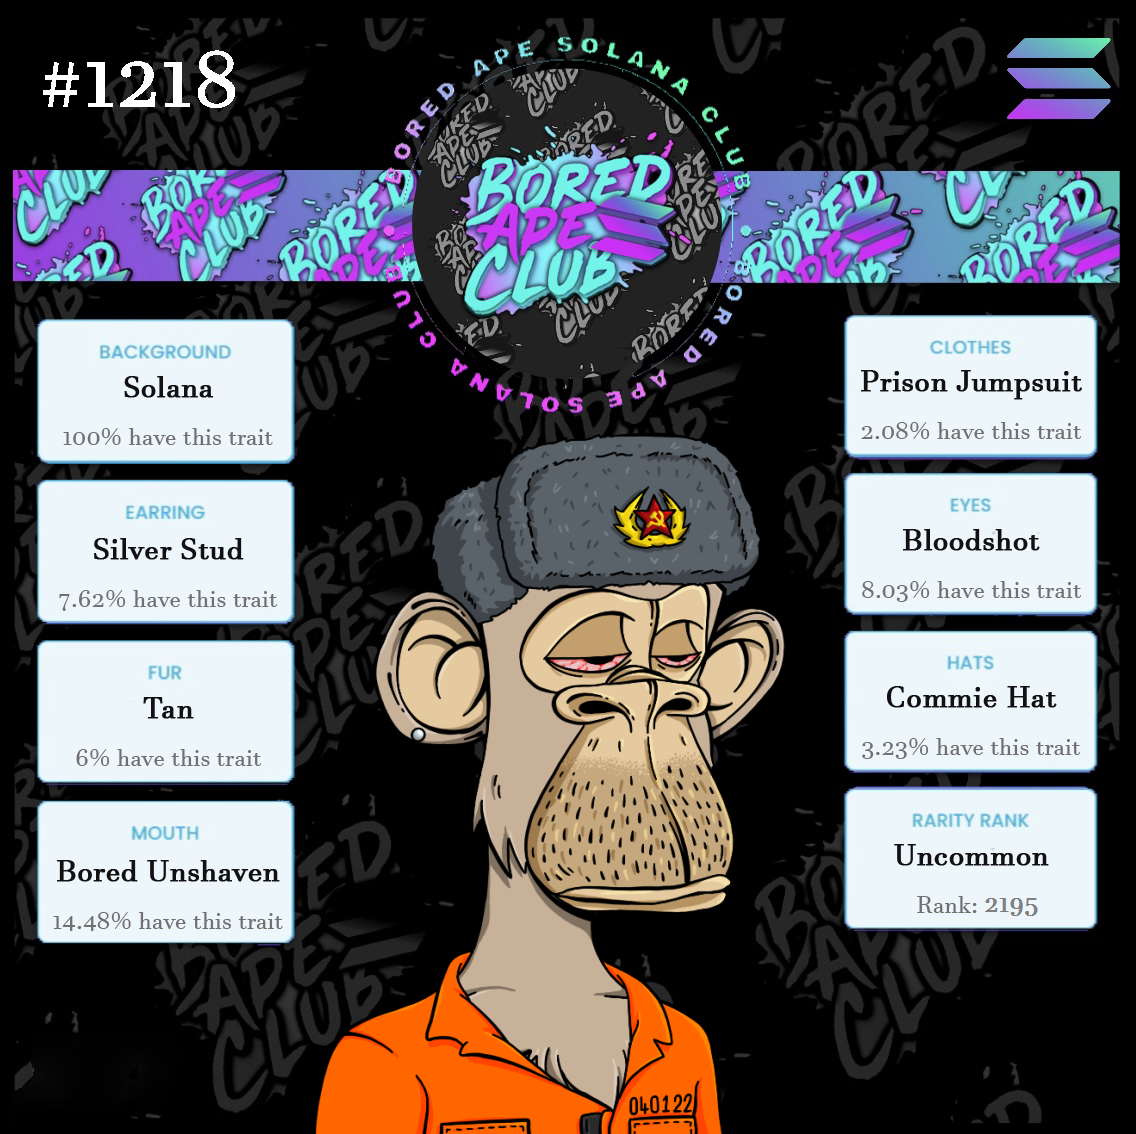 #1218
BORED APE SOLANA CLUB
BORED
APE
CLUB
BORED APE SOLANA CLUB
BACKGROUND
Solana
100% have this trait
EARRING
Silver Stud
7.62% have this trait
FUR
Tan
6% have this trait
MOUTH
Bored Unshaven
14.48% have this trait
CLOTHES
Prison Jumpsuit
2.08% have this trait
EYES
Bloodshot
8.03% have this trait
HATS
Commie Hat
3.23% have this trait
RARITY RANK
Uncommon
Rank: 2195
040122